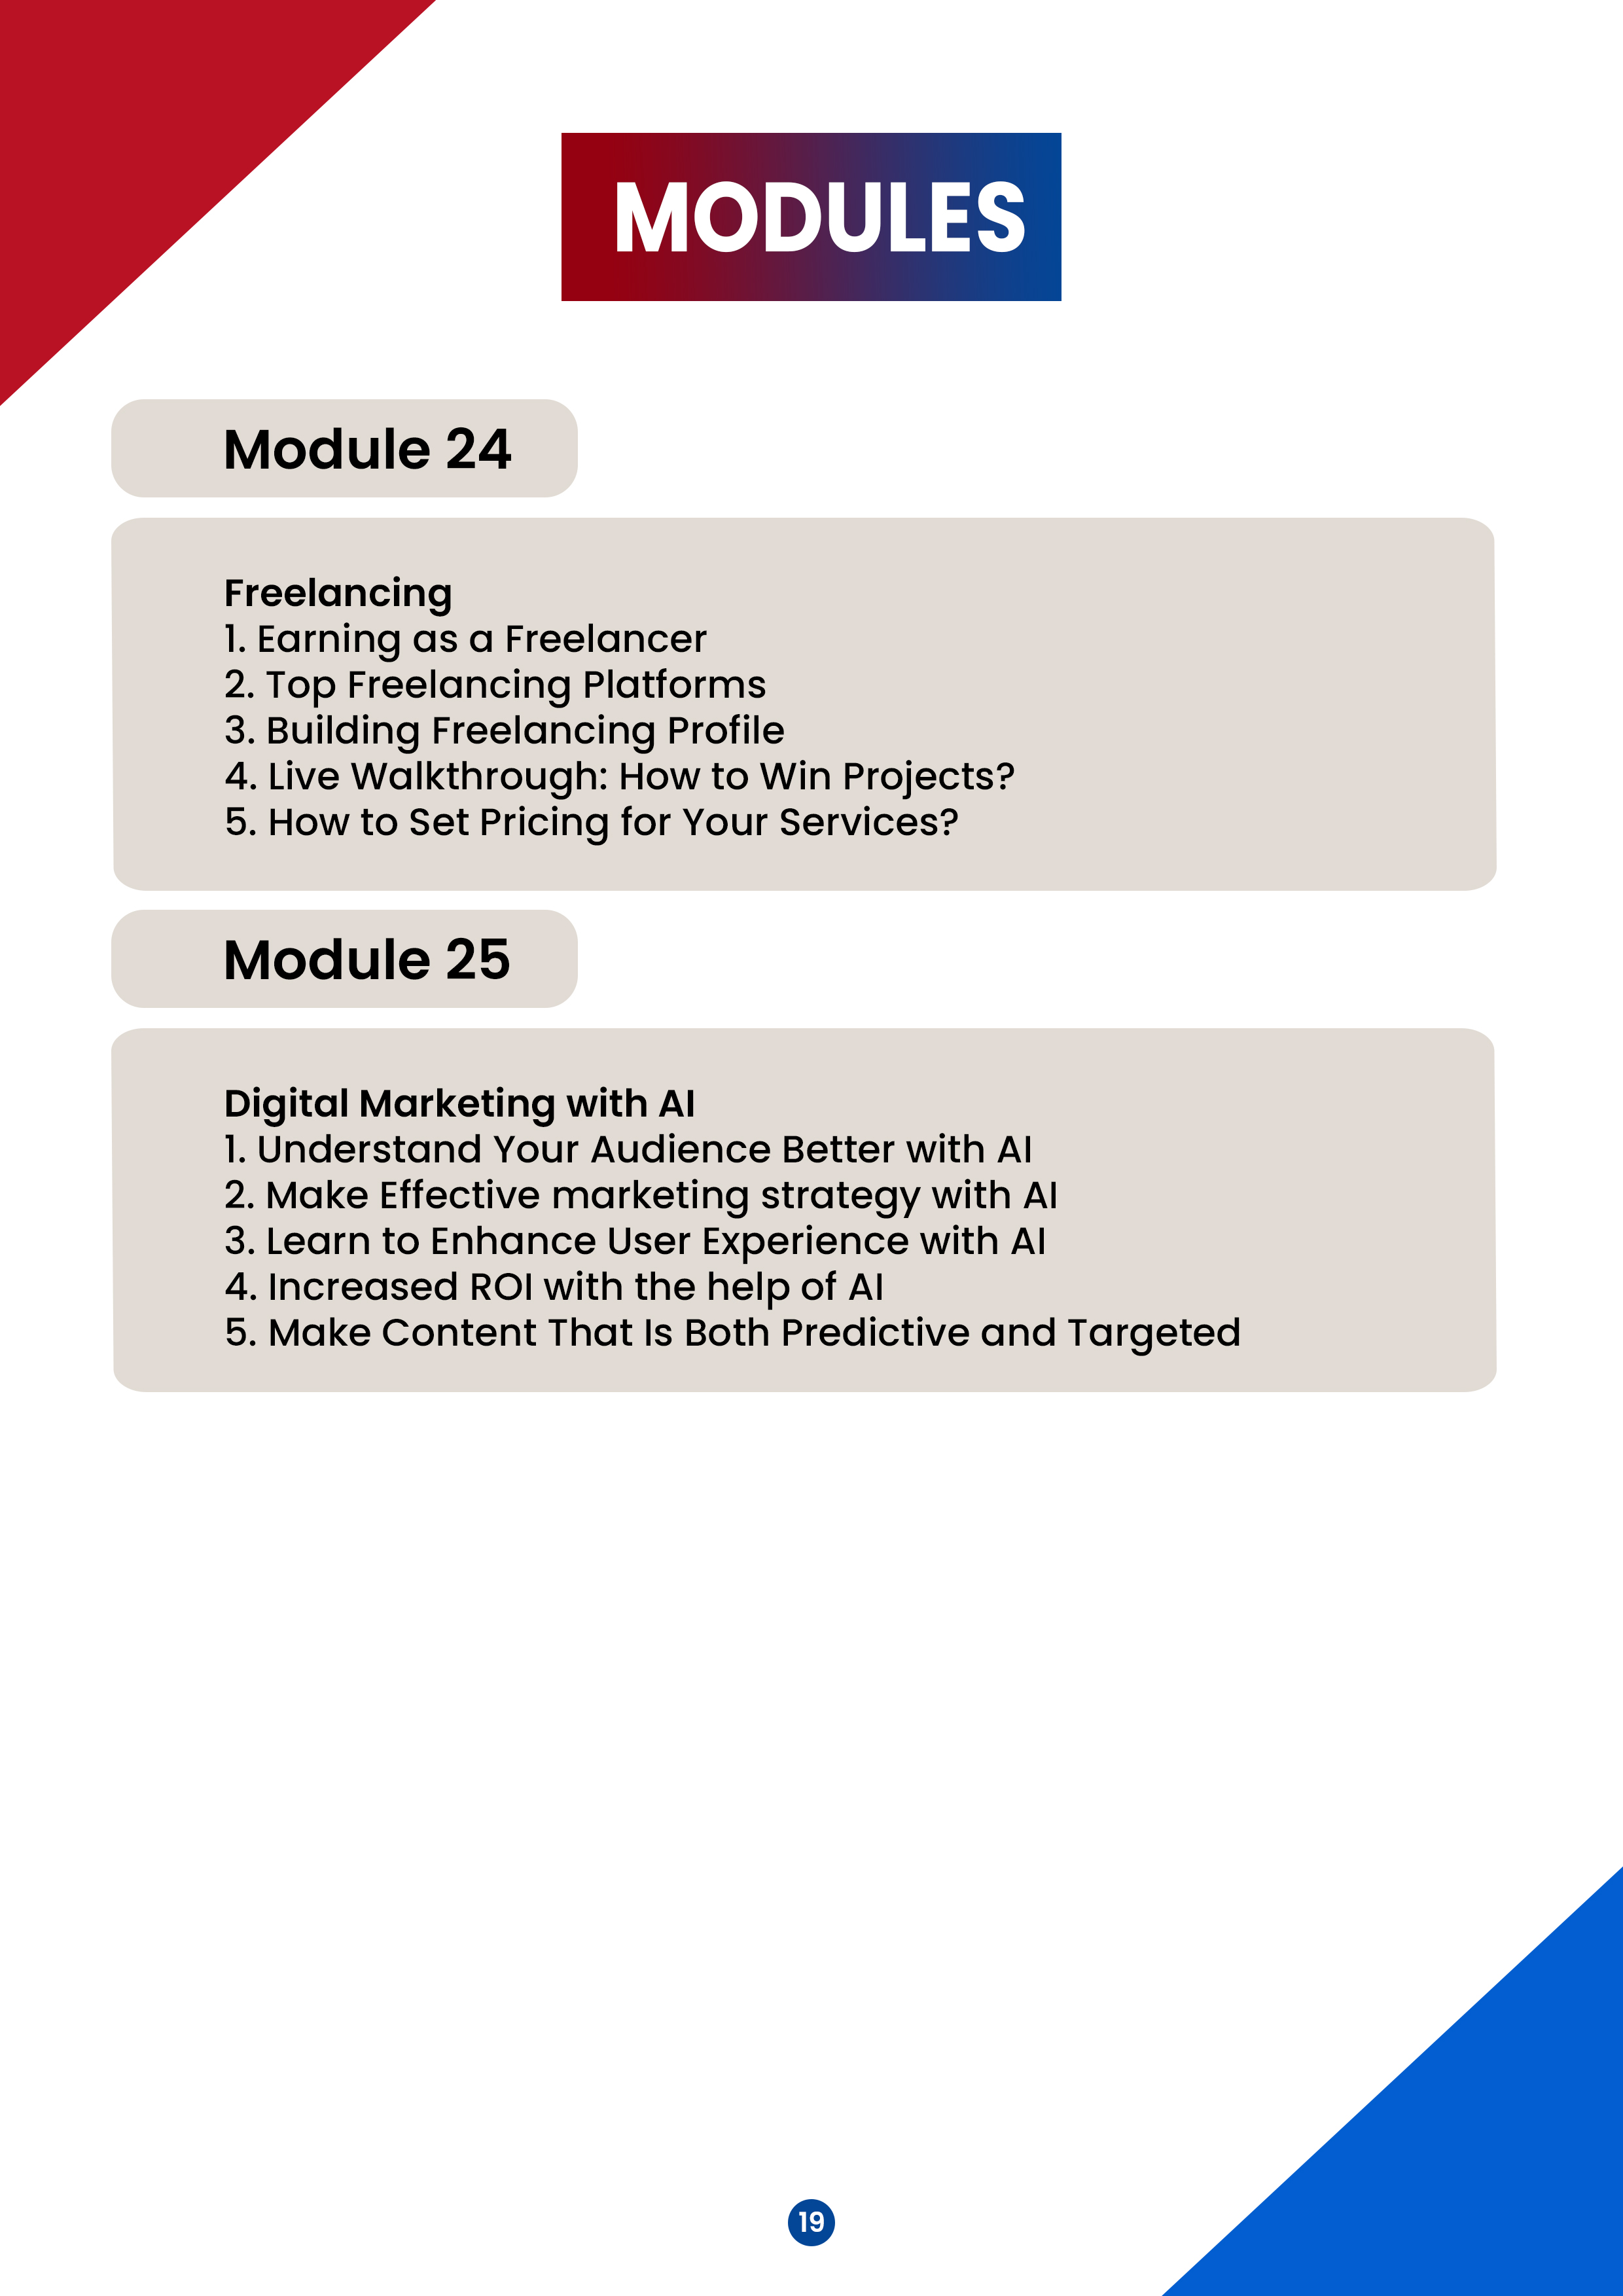 MODULES
Module 24
Freelancing
1. Earning as a Freelancer
2. Top Freelancing Platforms
3. Building Freelancing Profile
4. Live Walkthrough: How to Win Projects?
5. How to Set Pricing for Your Services?
Module 25
Digital Marketing with AI
1. Understand Your Audience Better with AI
2. Make Effective marketing strategy with AI
3. Learn to Enhance User Experience with AI
4. Increased ROI with the help of AI
5. Make Content That Is Both Predictive and Targeted
19